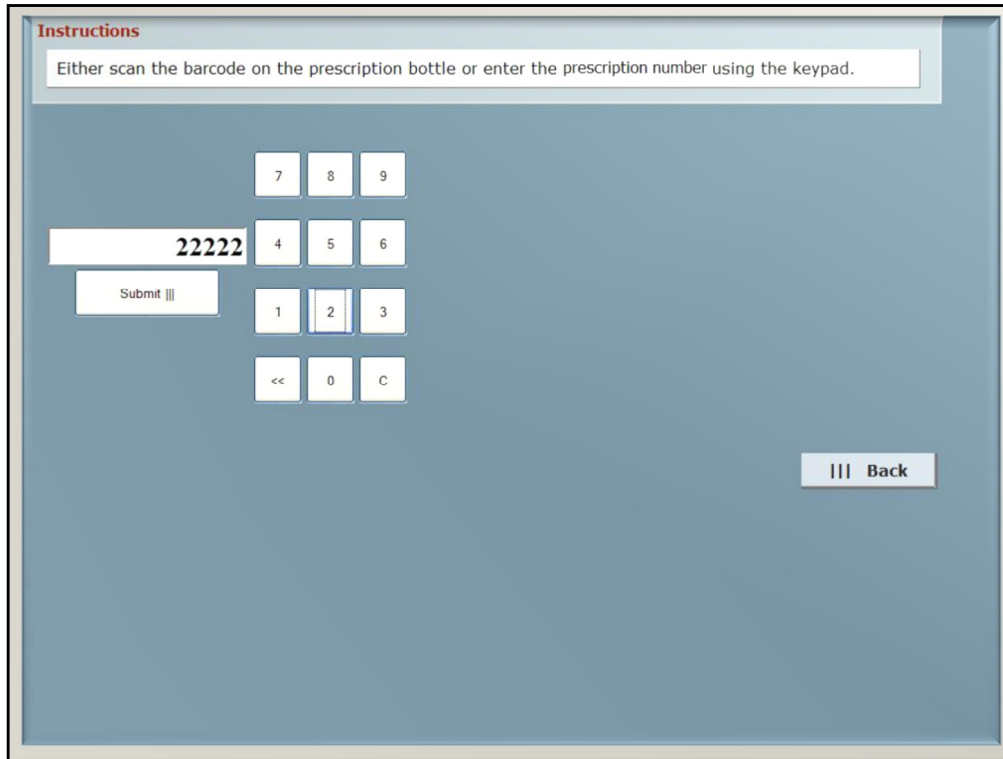 Instructions
Either scan the barcode on the prescription bottle or enter the prescription number using the keypad.
7 8 9
22222 4 5 6
Submit |||
1 2 3
<< 0 C
||| Back